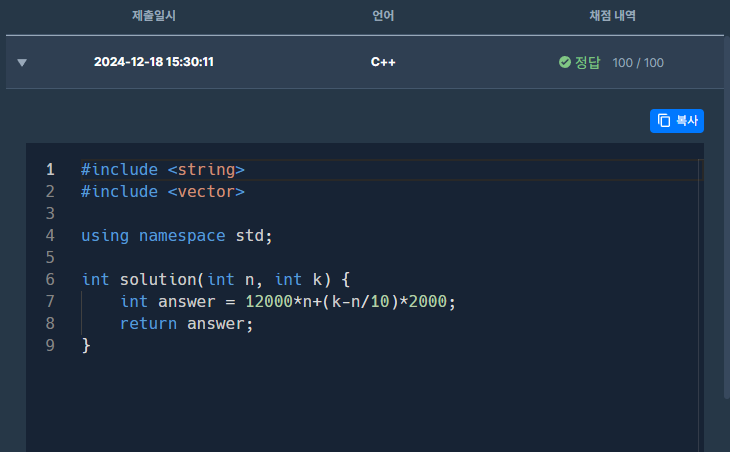 제출일시 언어 채점 내역
2024-12-18 15:30:11 C++ 정답 100 / 100
복사
1 #include <string>
2 #include <vector>
3
4 using namespace std;
5
6 int solution(int n, int k) {
7 int answer = 12000*n+(k-n/10)*2000;
8 return answer;
9 }